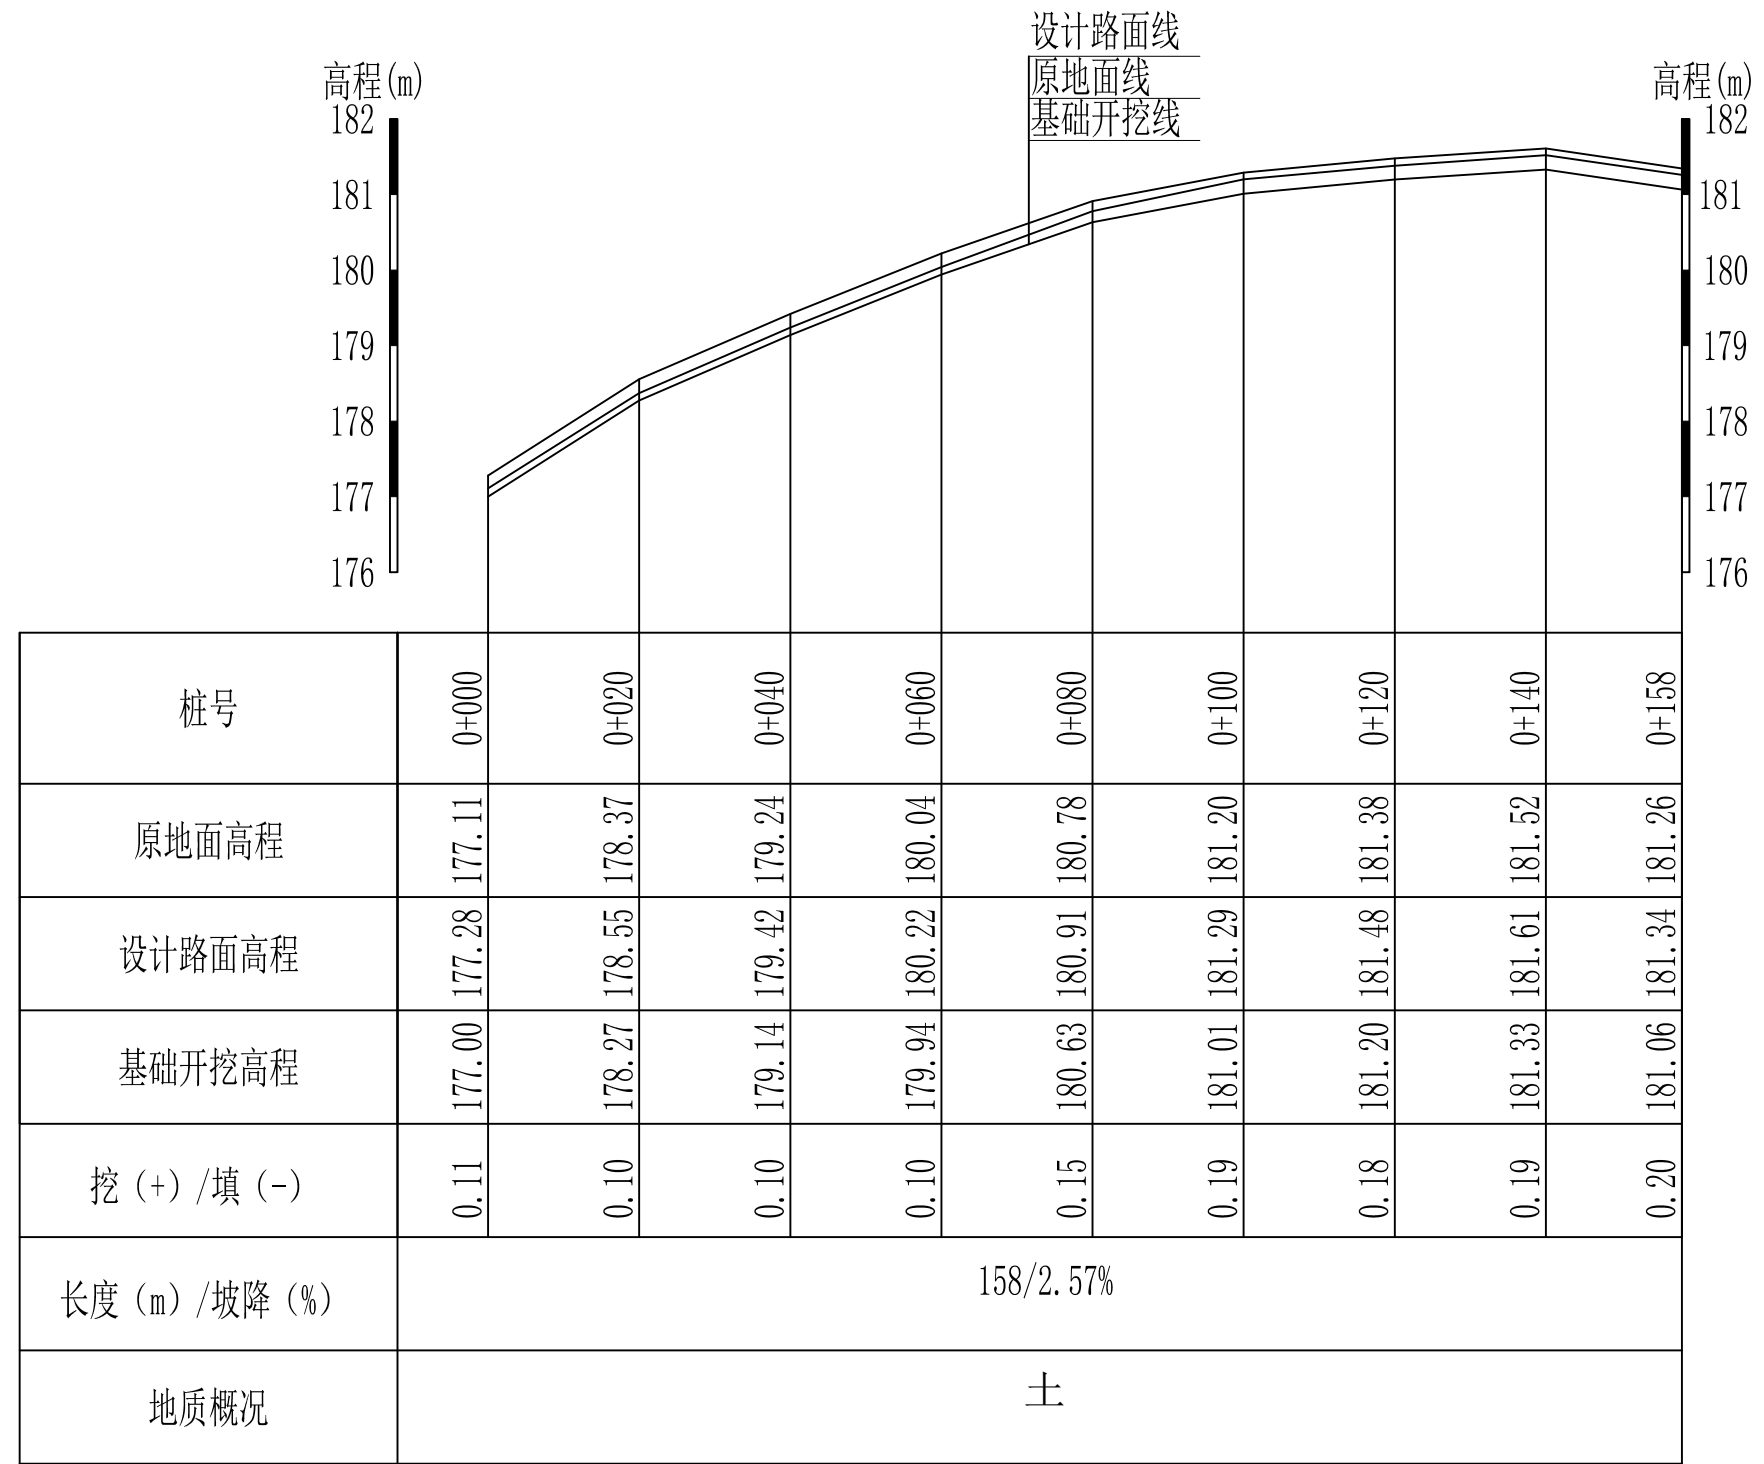 设计路面线
原地面线
基础开挖线
高程(m)
182
181
180
179
178
177
176
高程(m)
182
181
180
179
178
177
176
桩号 0+000 0+020 0+040 0+060 0+080 0+100 0+120 0+140 0+158
原地面高程 177.11 178.37 179.24 180.04 180.78 181.20 181.38 181.52 181.26
设计路面高程 177.28 178.55 179.42 180.22 180.91 181.29 181.48 181.61 181.34
基础开挖高程 177.00 178.27 179.14 179.94 180.63 181.01 181.20 181.33 181.06
挖(+)/填(-) 0.11 0.10 0.10 0.10 0.15 0.19 0.18 0.19 0.20
长度(m)/坡降(%) 158/2.57%
地质概况 土